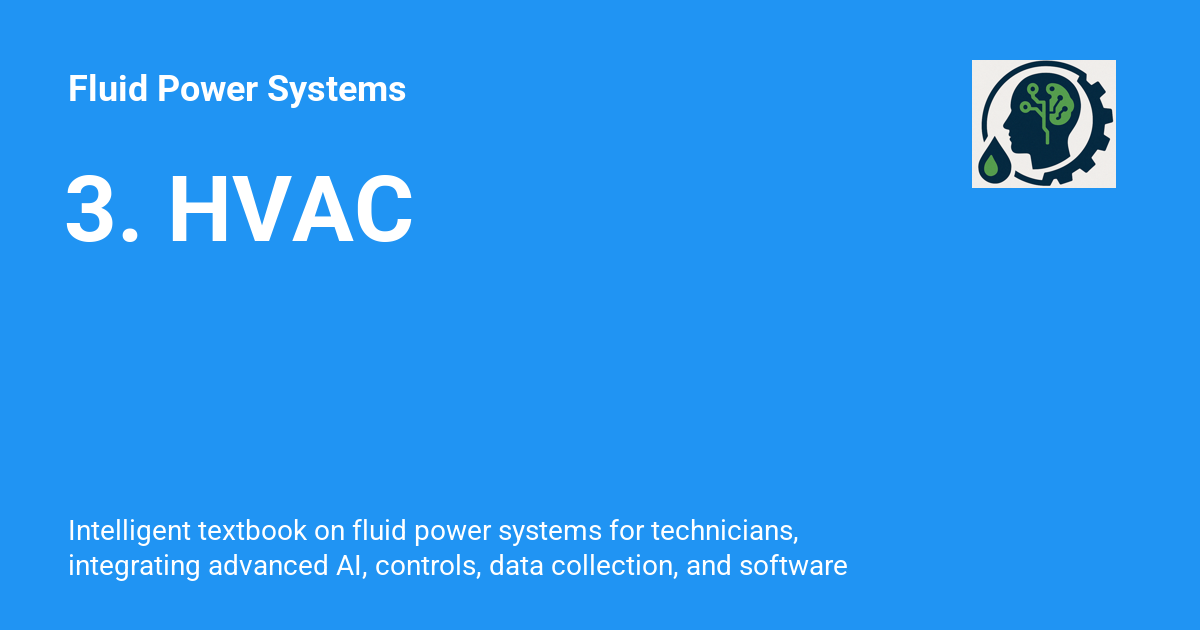 Fluid Power Systems
3. HVAC
Intelligent textbook on fluid power systems for technicians,
integrating advanced AI, controls, data collection, and software